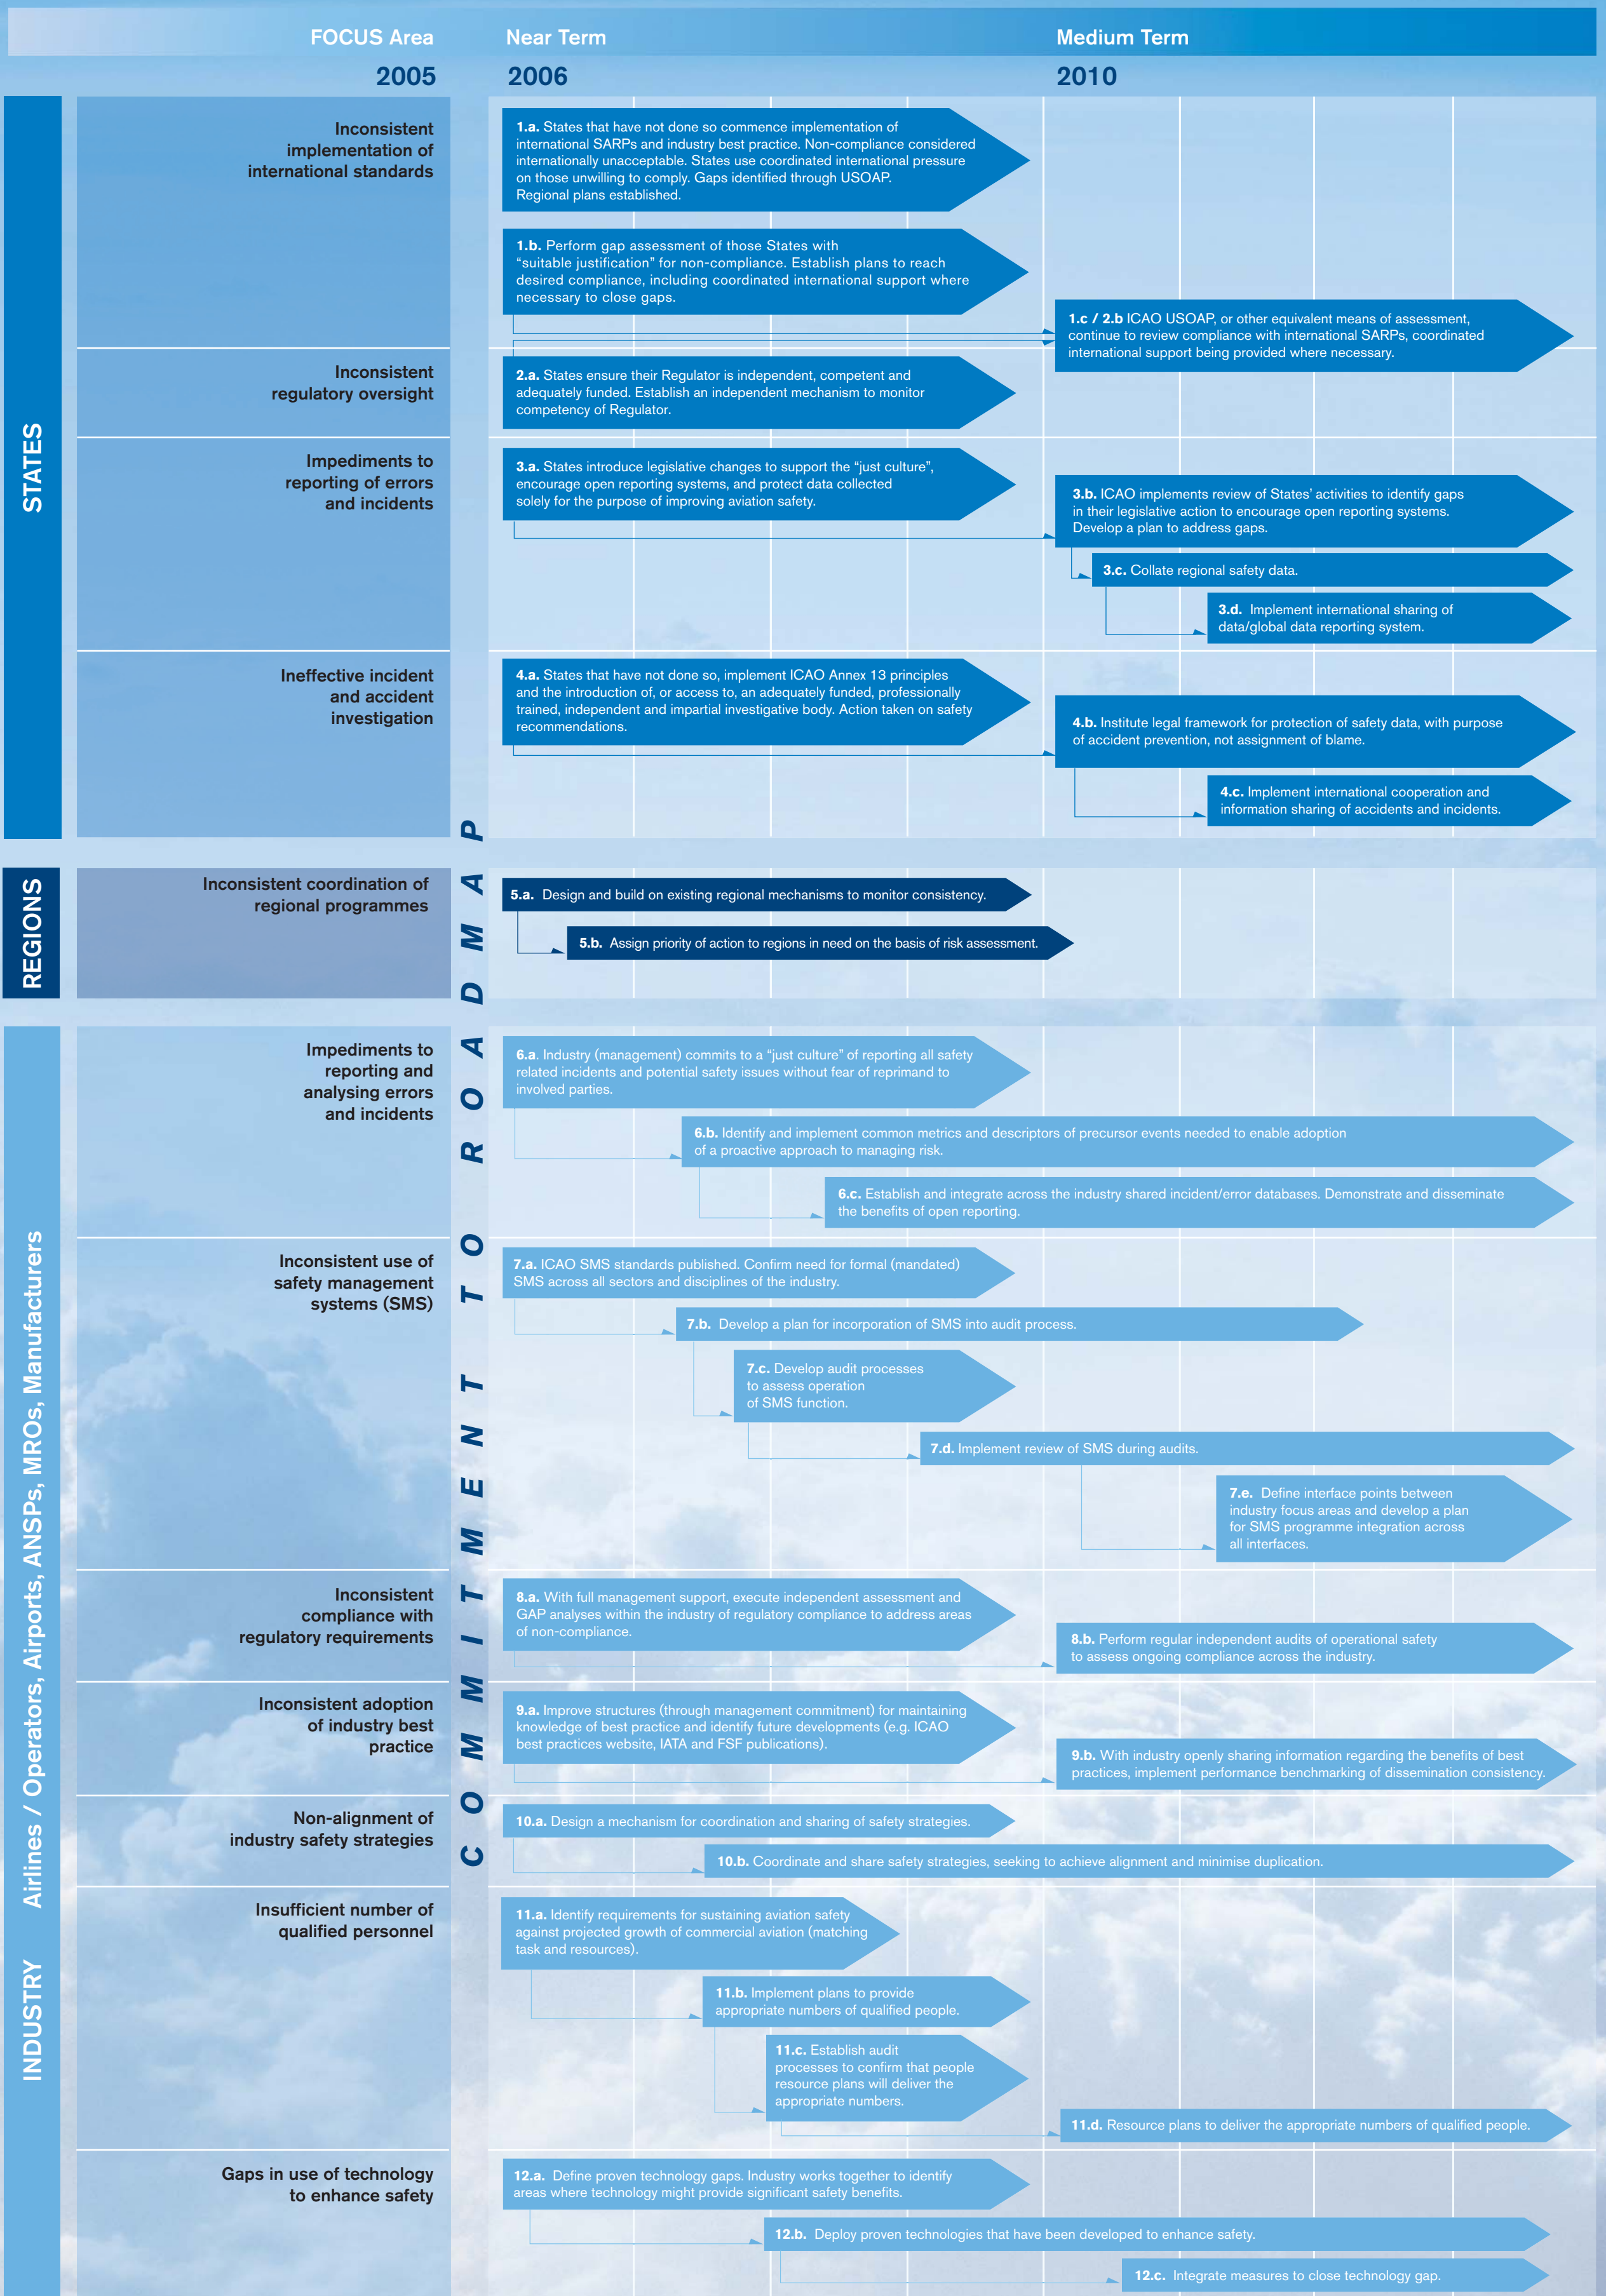 FOCUS Area
Near Term
Medium Term
2005
2006
2010
STATES
Inconsistent
implementation of
international standards
1.a. States that have not done so commence implementation of
international SARPs and industry best practice. Non-compliance considered
internationally unacceptable. States use coordinated international pressure
on those unwilling to comply. Gaps identified through USOAP.
Regional plans established.
1.b. Perform gap assessment of those States with
“suitable justification” for non-compliance. Establish plans to reach
desired compliance, including coordinated international support where
necessary to close gaps.
1.c / 2.b ICAO USOAP, or other equivalent means of assessment,
continue to review compliance with international SARPs, coordinated
international support being provided where necessary.
Inconsistent
regulatory oversight
2.a. States ensure their Regulator is independent, competent and
adequately funded. Establish an independent mechanism to monitor
competency of Regulator.
Impediments to
reporting of errors
and incidents
3.a. States introduce legislative changes to support the “just culture”,
encourage open reporting systems, and protect data collected
solely for the purpose of improving aviation safety.
3.b. ICAO implements review of States’ activities to identify gaps
in their legislative action to encourage open reporting systems.
Develop a plan to address gaps.
3.c. Collate regional safety data.
3.d. Implement international sharing of
data/global data reporting system.
Ineffective incident
and accident
investigation
4.a. States that have not done so, implement ICAO Annex 13 principles
and the introduction of, or access to, an adequately funded, professionally
trained, independent and impartial investigative body. Action taken on safety
recommendations.
4.b. Institute legal framework for protection of safety data, with purpose
of accident prevention, not assignment of blame.
4.c. Implement international cooperation and
information sharing of accidents and incidents.
COMMITMENT TO ROADMAP
REGIONS
Inconsistent coordination of
regional programmes
5.a. Design and build on existing regional mechanisms to monitor consistency.
5.b. Assign priority of action to regions in need on the basis of risk assessment.
INDUSTRY Airlines / Operators, Airports, ANSPs, MROs, Manufacturers
Impediments to
reporting and
analysing errors
and incidents
6.a. Industry (management) commits to a “just culture” of reporting all safety
related incidents and potential safety issues without fear of reprimand to
involved parties.
6.b. Identify and implement common metrics and descriptors of precursor events needed to enable adoption
of a proactive approach to managing risk.
6.c. Establish and integrate across the industry shared incident/error databases. Demonstrate and disseminate
the benefits of open reporting.
Inconsistent use of
safety management
systems (SMS)
7.a. ICAO SMS standards published. Confirm need for formal (mandated)
SMS across all sectors and disciplines of the industry.
7.b. Develop a plan for incorporation of SMS into audit process.
7.c. Develop audit processes
to assess operation
of SMS function.
7.d. Implement review of SMS during audits.
7.e. Define interface points between
industry focus areas and develop a plan
for SMS programme integration across
all interfaces.
Inconsistent
compliance with
regulatory requirements
8.a. With full management support, execute independent assessment and
GAP analyses within the industry of regulatory compliance to address areas
of non-compliance.
8.b. Perform regular independent audits of operational safety
to assess ongoing compliance across the industry.
Inconsistent adoption
of industry best
practice
9.a. Improve structures (through management commitment) for maintaining
knowledge of best practice and identify future developments (e.g. ICAO
best practices website, IATA and FSF publications).
9.b. With industry openly sharing information regarding the benefits of best
practices, implement performance benchmarking of dissemination consistency.
Non-alignment of
industry safety strategies
10.a. Design a mechanism for coordination and sharing of safety strategies.
10.b. Coordinate and share safety strategies, seeking to achieve alignment and minimise duplication.
Insufficient number of
qualified personnel
11.a. Identify requirements for sustaining aviation safety
against projected growth of commercial aviation (matching
task and resources).
11.b. Implement plans to provide
appropriate numbers of qualified people.
11.c. Establish audit
processes to confirm that people
resource plans will deliver the
appropriate numbers.
11.d. Resource plans to deliver the appropriate numbers of qualified people.
Gaps in use of technology
to enhance safety
12.a. Define proven technology gaps. Industry works together to identify
areas where technology might provide significant safety benefits.
12.b. Deploy proven technologies that have been developed to enhance safety.
12.c. Integrate measures to close technology gap.